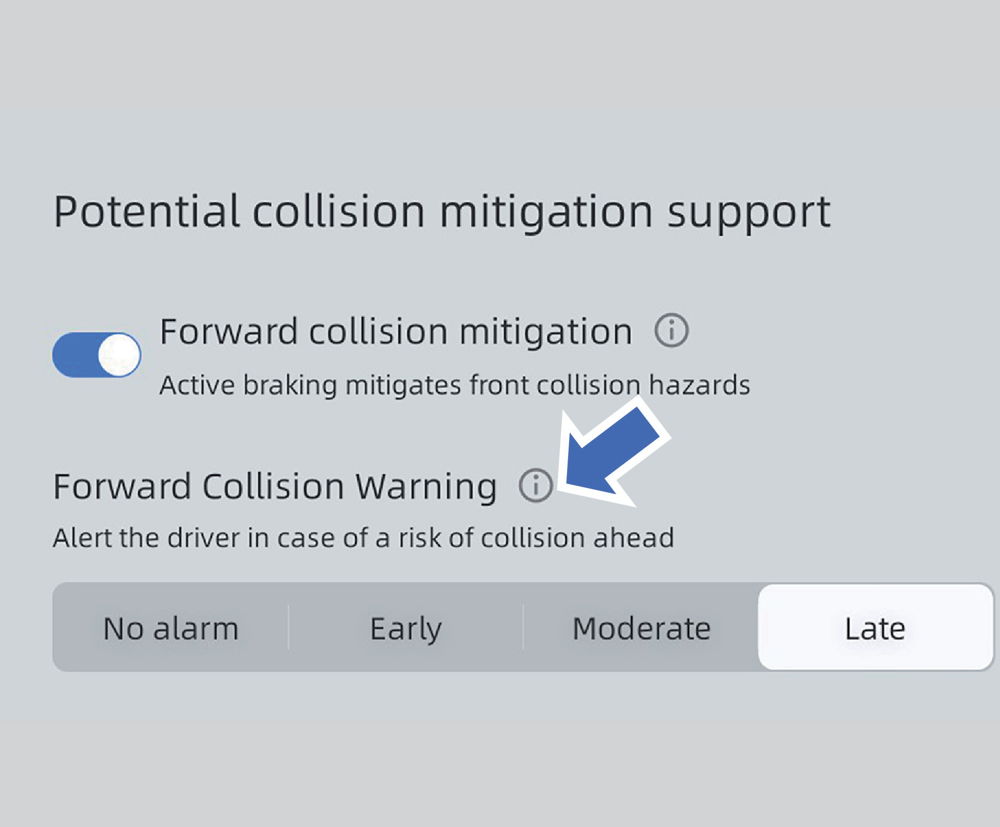 Potential collision mitigation support
Forward collision mitigation
Active braking mitigates front collision hazards
Forward Collision Warning
Alert the driver in case of a risk of collision ahead
No alarm Early Moderate Late